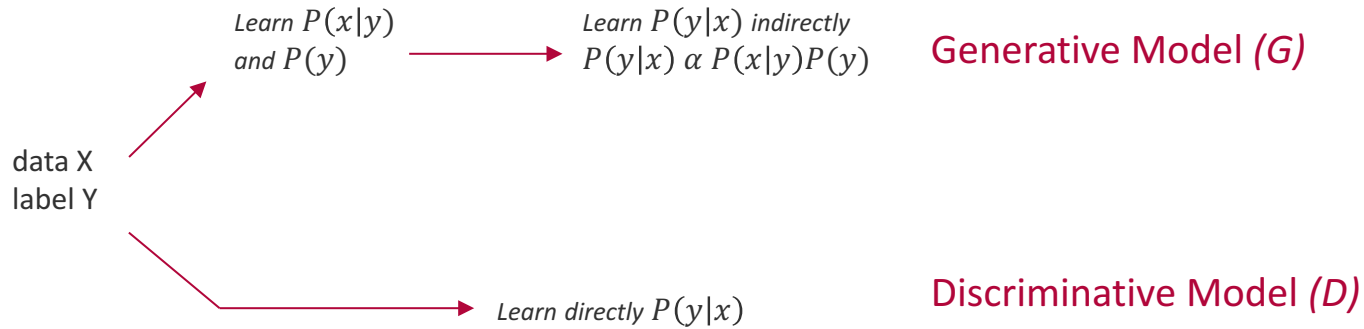 Learn P(x|y)
and P(y)
Learn P(y|x) indirectly
P(y|x) α P(x|y)P(y)
Generative Model (G)
data X
label Y
Learn directly P(y|x)
Discriminative Model (D)